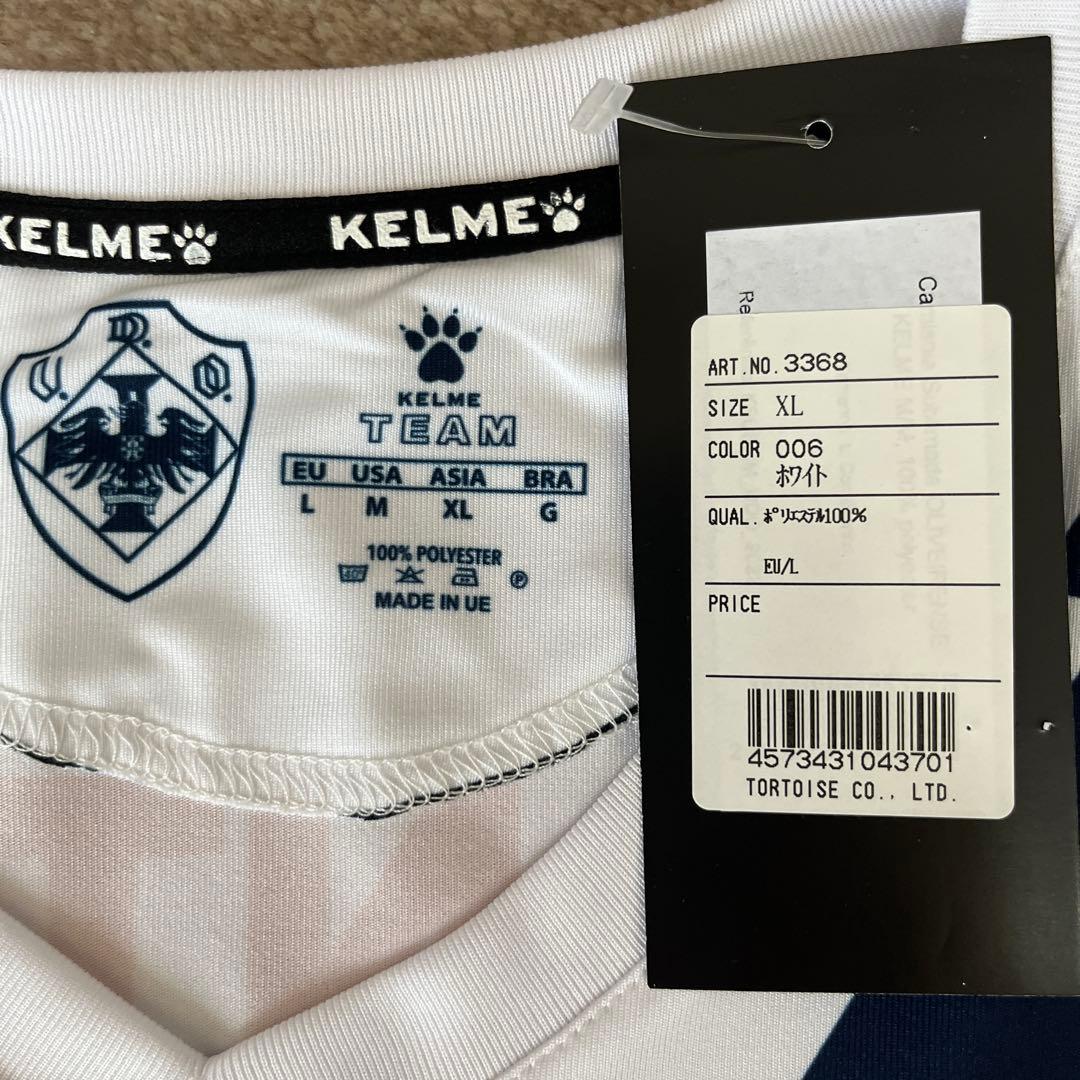 KELME KELME
U. D. O.
KELME
TEAM
EU USA ASIA BRA
L M XL G
100% POLYESTER
P
MADE IN UE
ART.NO. 3368
SIZE XL
COLOR 006
ホワイト
QUAL. ポリエステル100%
EU/L
PRICE
4573431043701
TORTOISE CO., LTD.